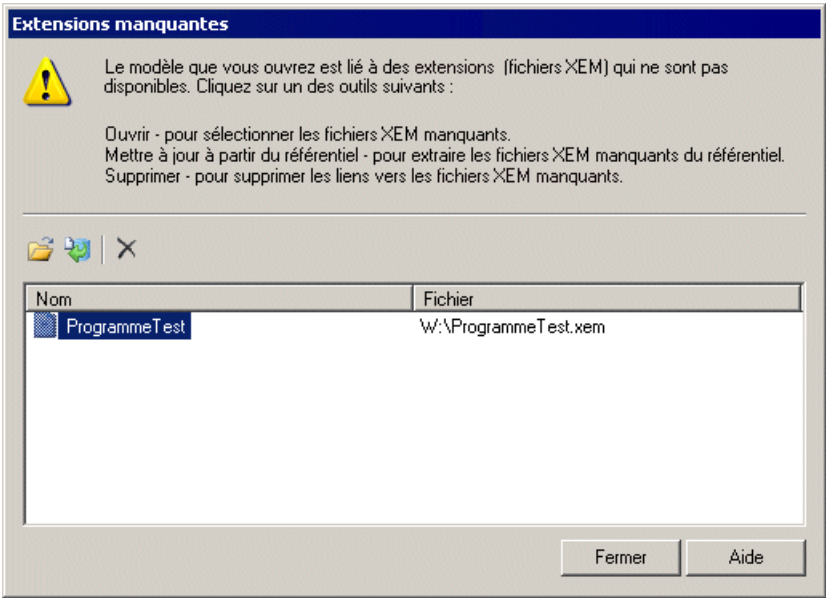 Extensions manquantes
Le modèle que vous ouvrez est lié à des extensions (fichiers XEM) qui ne sont pas
disponibles. Cliquez sur un des outils suivants :
Ouvrir - pour sélectionner les fichiers XEM manquants.
Mettre à jour à partir du référentiel - pour extraire les fichiers XEM manquants du référentiel.
Supprimer - pour supprimer les liens vers les fichiers XEM manquants.
Nom Fichier
ProgrammeTest W:\ProgrammeTest.xem
Fermer Aide